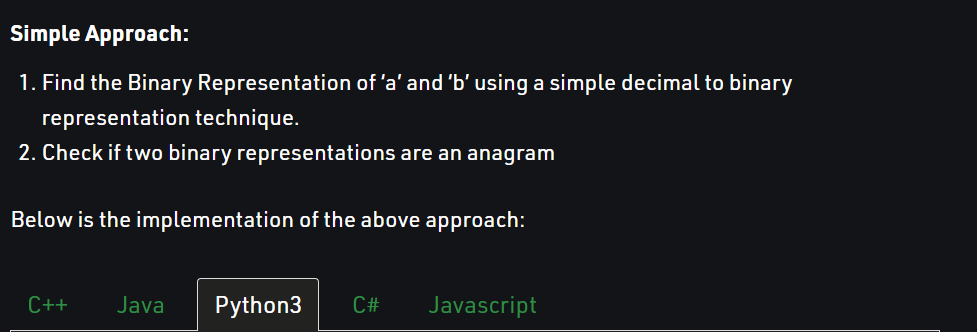 Simple Approach:
1. Find the Binary Representation of ‘a’ and ‘b’ using a simple decimal to binary
representation technique.
2. Check if two binary representations are an anagram
Below is the implementation of the above approach:
C++ Java Python3 C# Javascript